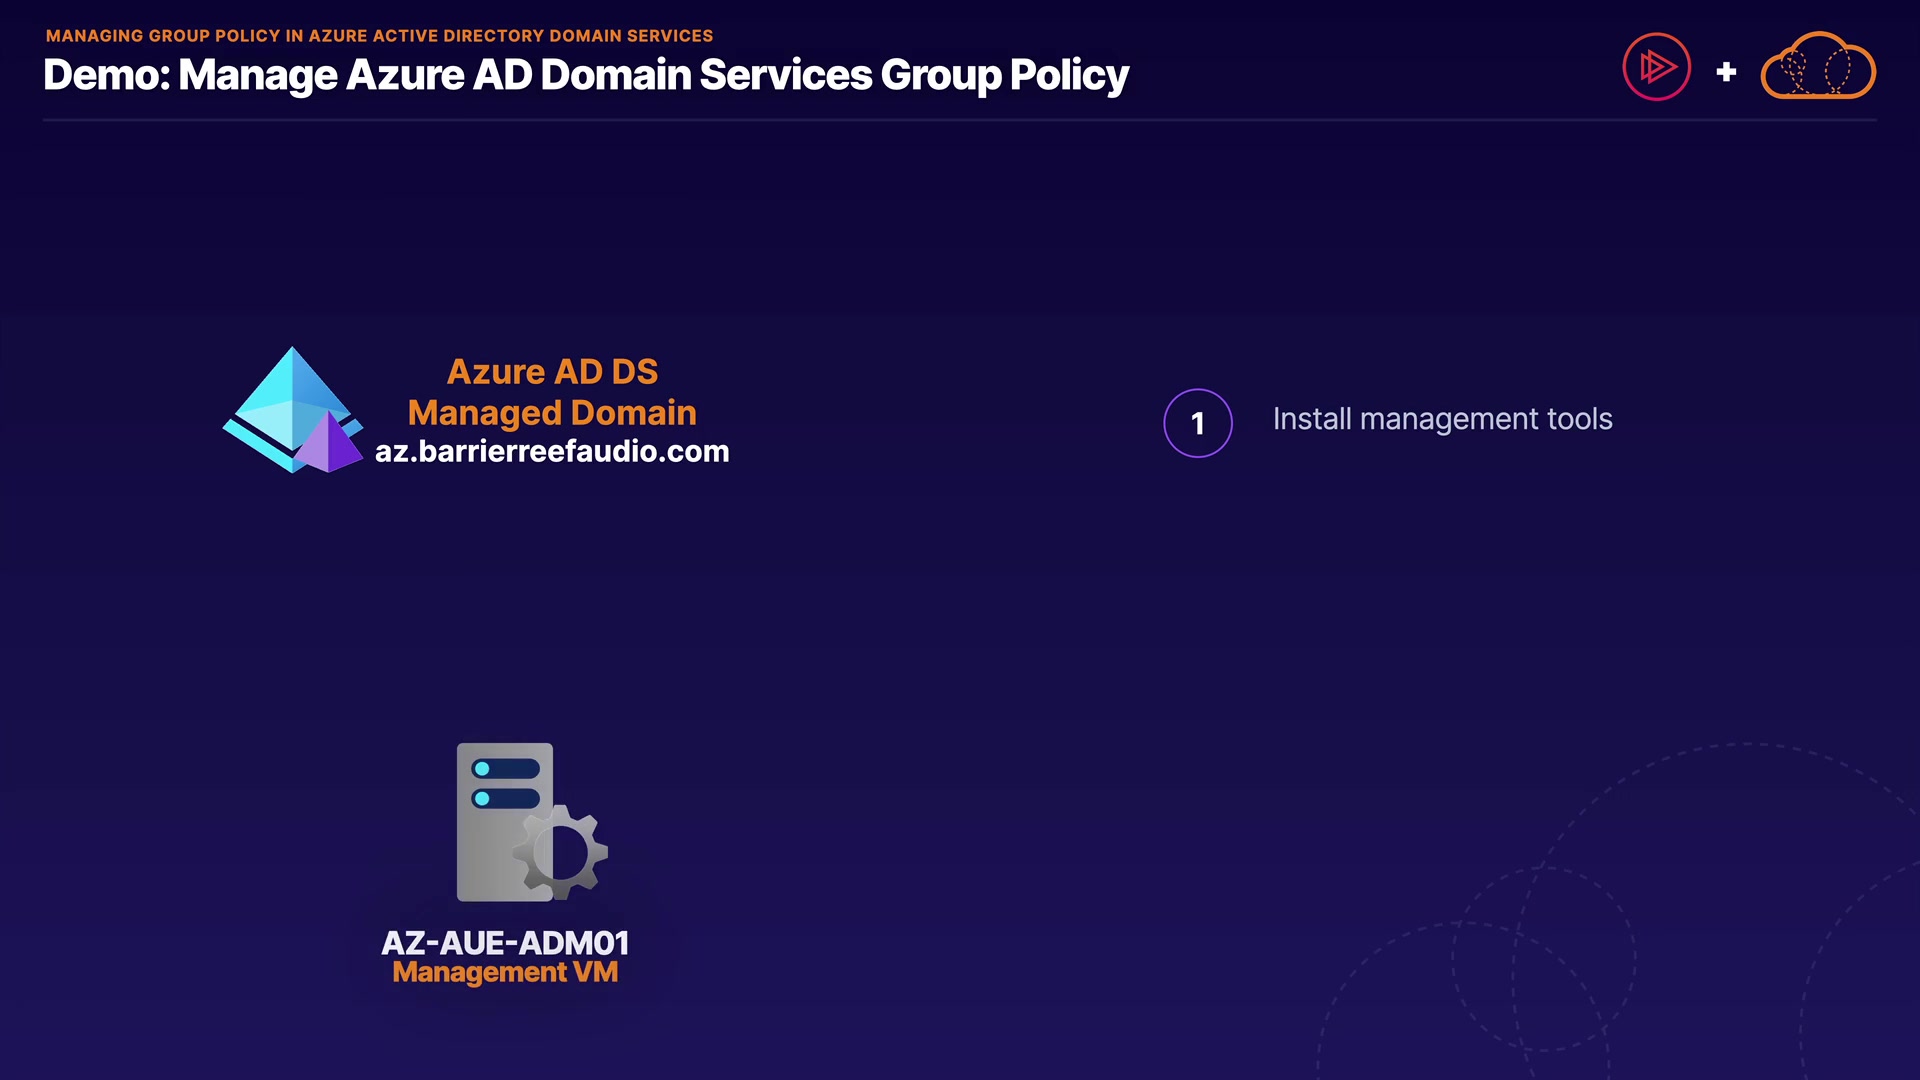 MANAGING GROUP POLICY IN AZURE ACTIVE DIRECTORY DOMAIN SERVICES
Demo: Manage Azure AD Domain Services Group Policy
+
Azure AD DS
Managed Domain
az.barrierreefaudio.com
1
Install management tools
AZ-AUE-ADM01
Management VM